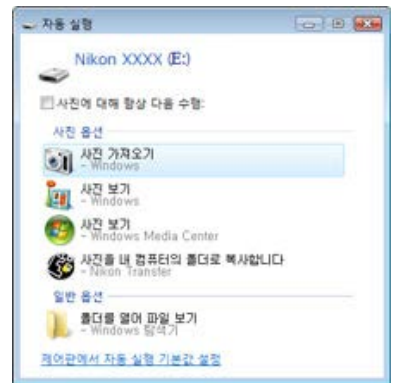 자동 실행
Nikon XXXX (E:)
사진에 대해 항상 다음 수행:
사진 옵션
사진 가져오기
- Windows
사진 보기
- Windows
사진 보기
- Windows Media Center
사진을 내 컴퓨터의 폴더로 복사합니다
- Nikon Transfer
일반 옵션
폴더를 열어 파일 보기
- Windows 탐색기
제어판에서 자동 실행 기본값 설정